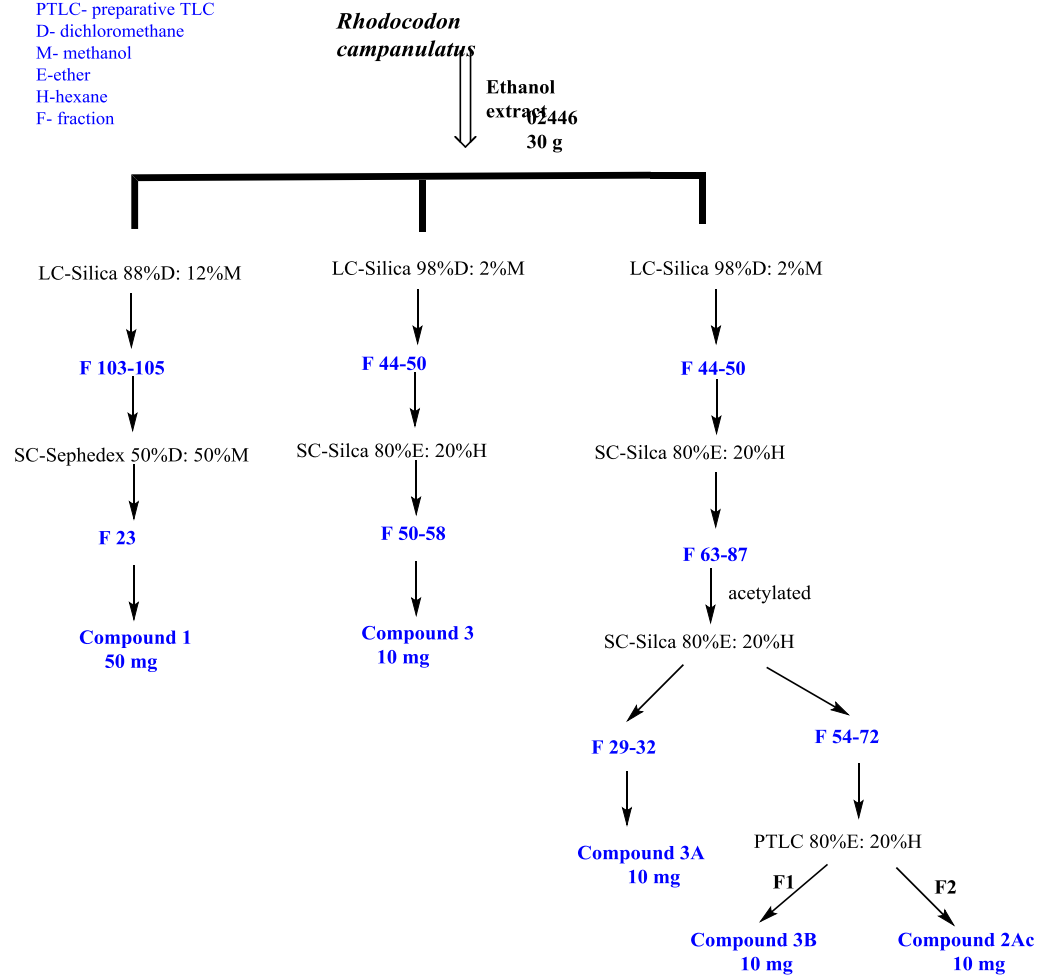 PTLC- preparative TLC
D- dichloromethane
M- methanol
E-ether
H-hexane
F- fraction
Rhodocodon
campanulatus
Ethanol
extract
02446
30 g
LC-Silica 88%D: 12%M
LC-Silica 98%D: 2%M
LC-Silica 98%D: 2%M
F 103-105
F 44-50
F 44-50
SC-Sephedex 50%D: 50%M
SC-Silca 80%E: 20%H
SC-Silca 80%E: 20%H
F 23
F 50-58
F 63-87
acetylated
Compound 1
50 mg
Compound 3
10 mg
SC-Silca 80%E: 20%H
F 29-32
F 54-72
Compound 3A
10 mg
PTLC 80%E: 20%H
F1
F2
Compound 3B
10 mg
Compound 2Ac
10 mg